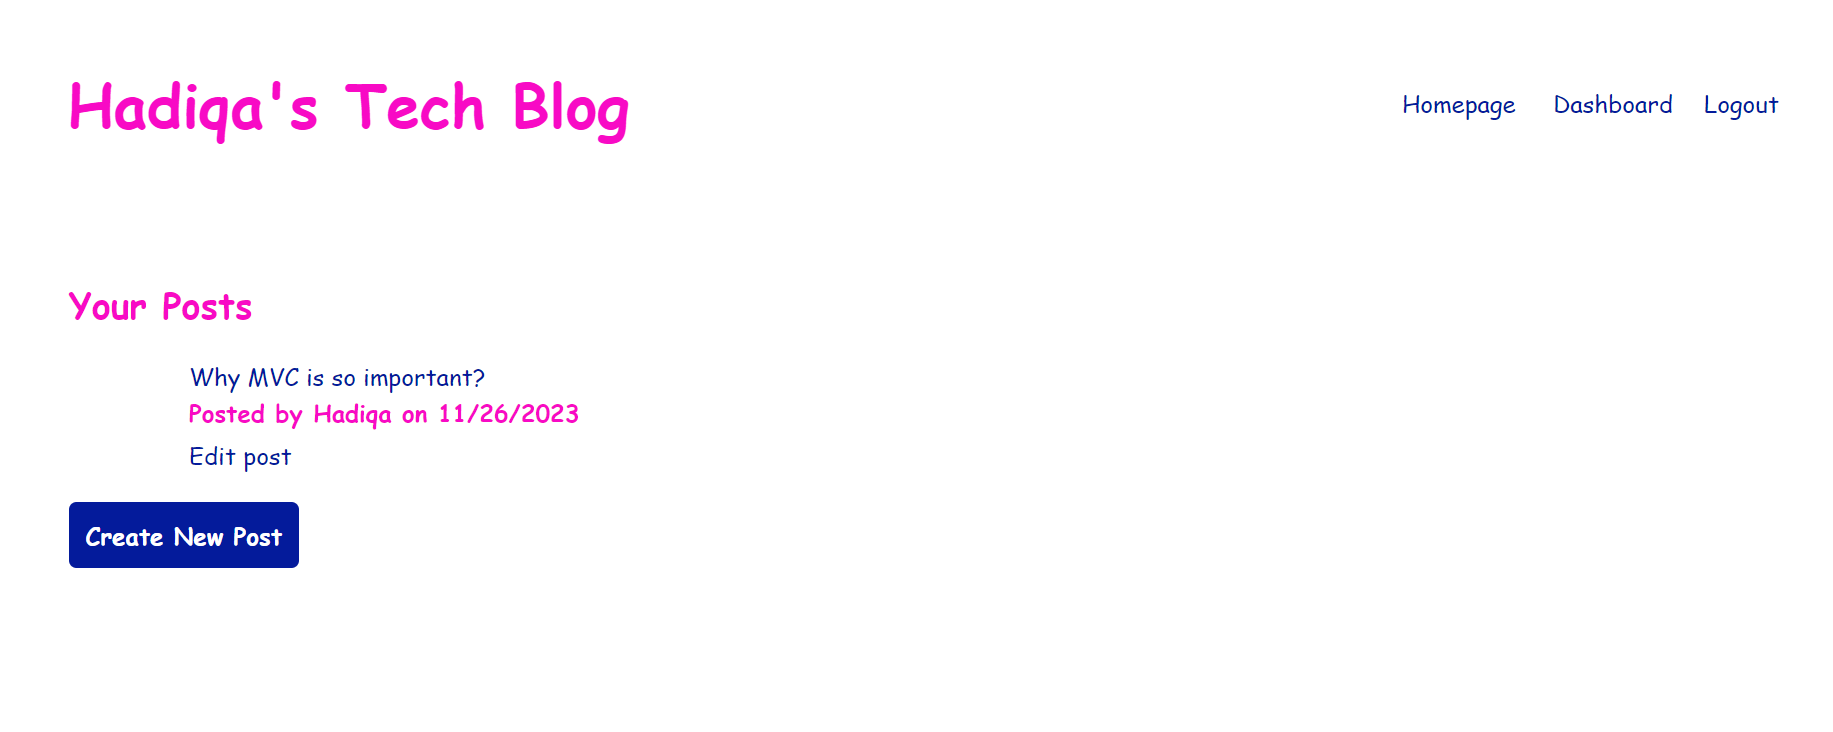 Hadiqa's Tech Blog
Homepage Dashboard Logout
Your Posts
Why MVC is so important?
Posted by Hadiqa on 11/26/2023
Edit post
Create New Post